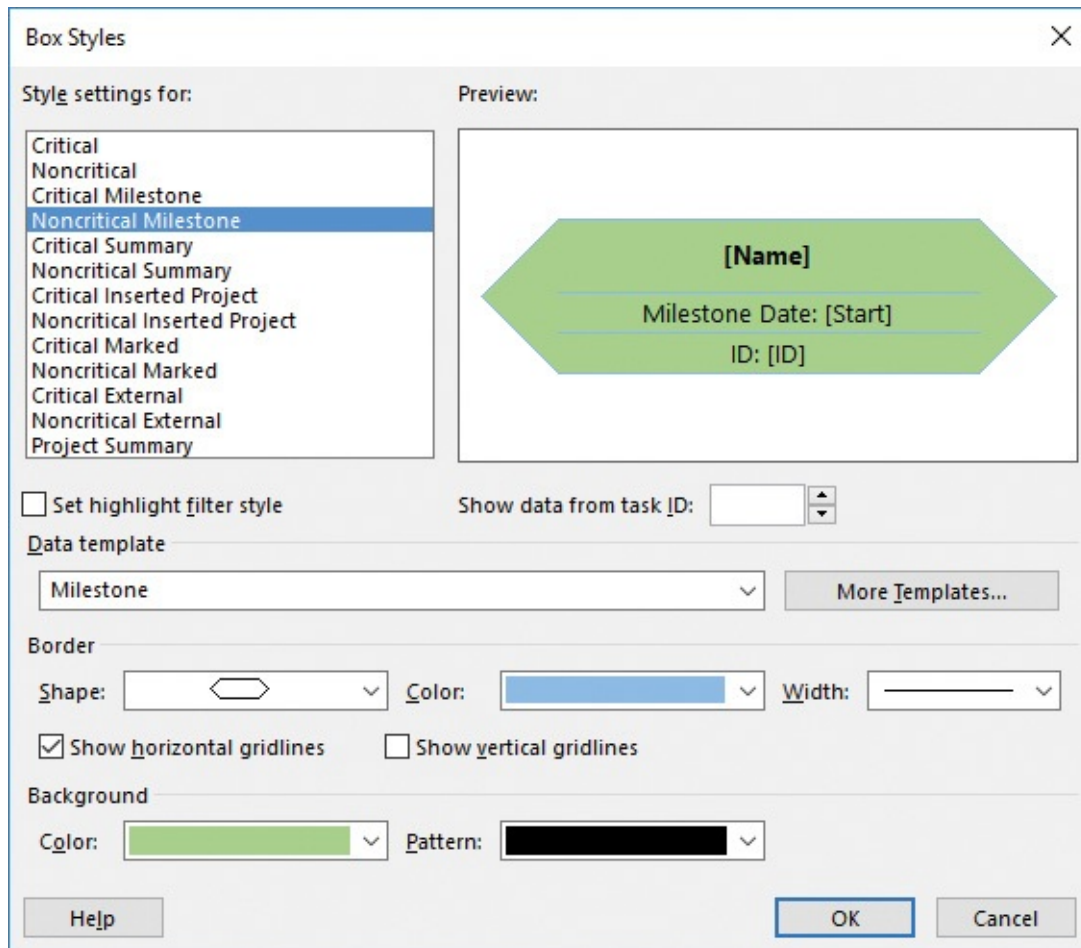 Box Styles
Style settings for:
Preview:
Critical
Noncritical
Critical Milestone
Noncritical Milestone
Critical Summary
Noncritical Summary
Critical Inserted Project
Noncritical Inserted Project
Critical Marked
Noncritical Marked
Critical External
Noncritical External
Project Summary
[Name]
Milestone Date: [Start]
ID: [ID]
Set highlight filter style
Show data from task ID:
Data template
Milestone
More Templates...
Border
Shape:
Color:
Width:
Show horizontal gridlines
Show vertical gridlines
Background
Color:
Pattern:
Help
OK
Cancel